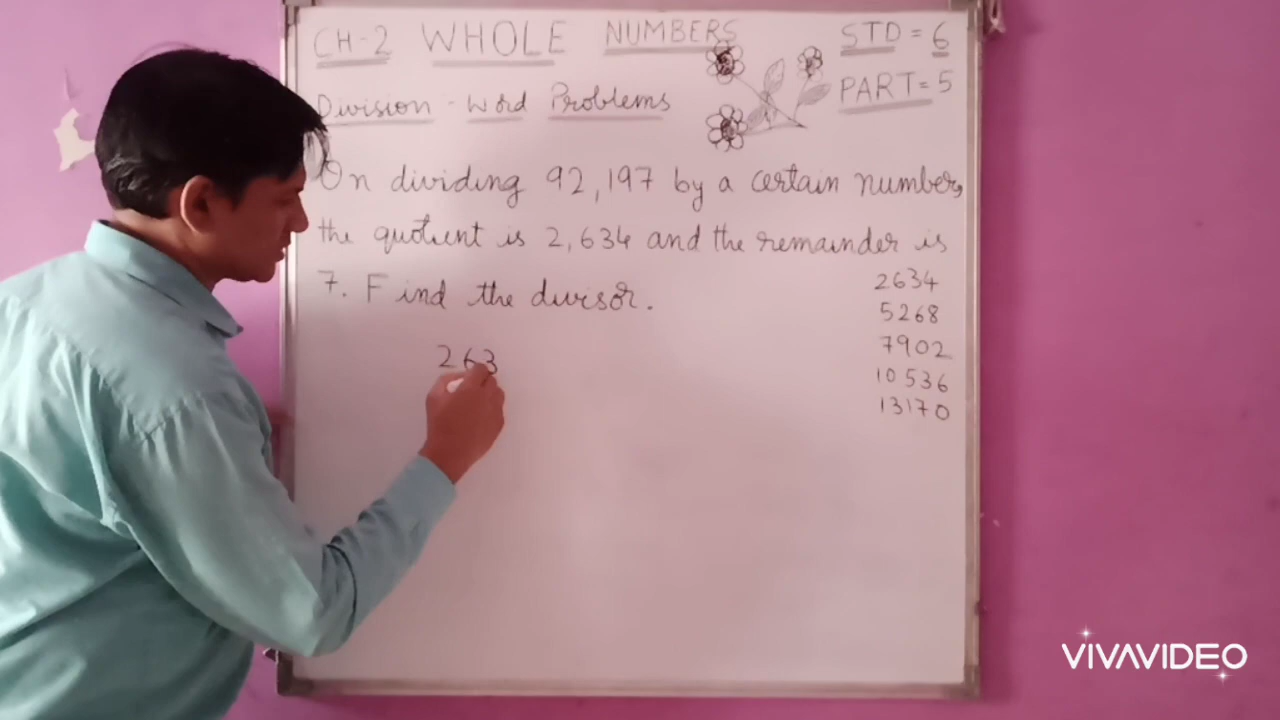 CH-2 WHOLE NUMBERS STD = 6
Division - Word Problems PART = 5
On dividing 92,197 by a certain number,
the quotient is 2,634 and the remainder is
7. Find the divisor.
2634
5268
7902
10536
13170
263
VIVAVIDEO